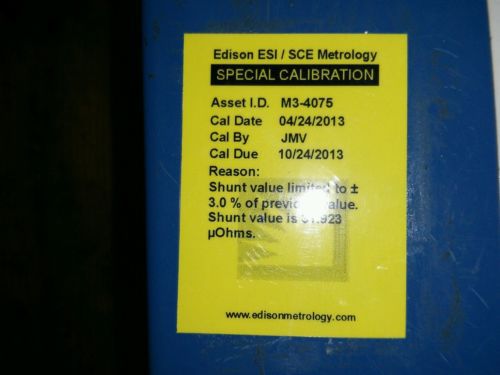 Edison ESI / SCE Metrology
SPECIAL CALIBRATION
Asset I.D. M3-4075
Cal Date 04/24/2013
Cal By JMV
Cal Due 10/24/2013
Reason:
Shunt value limited to ±
3.0 % of previous value.
Shunt value is
µOhms.
www.edisonmetrology.com